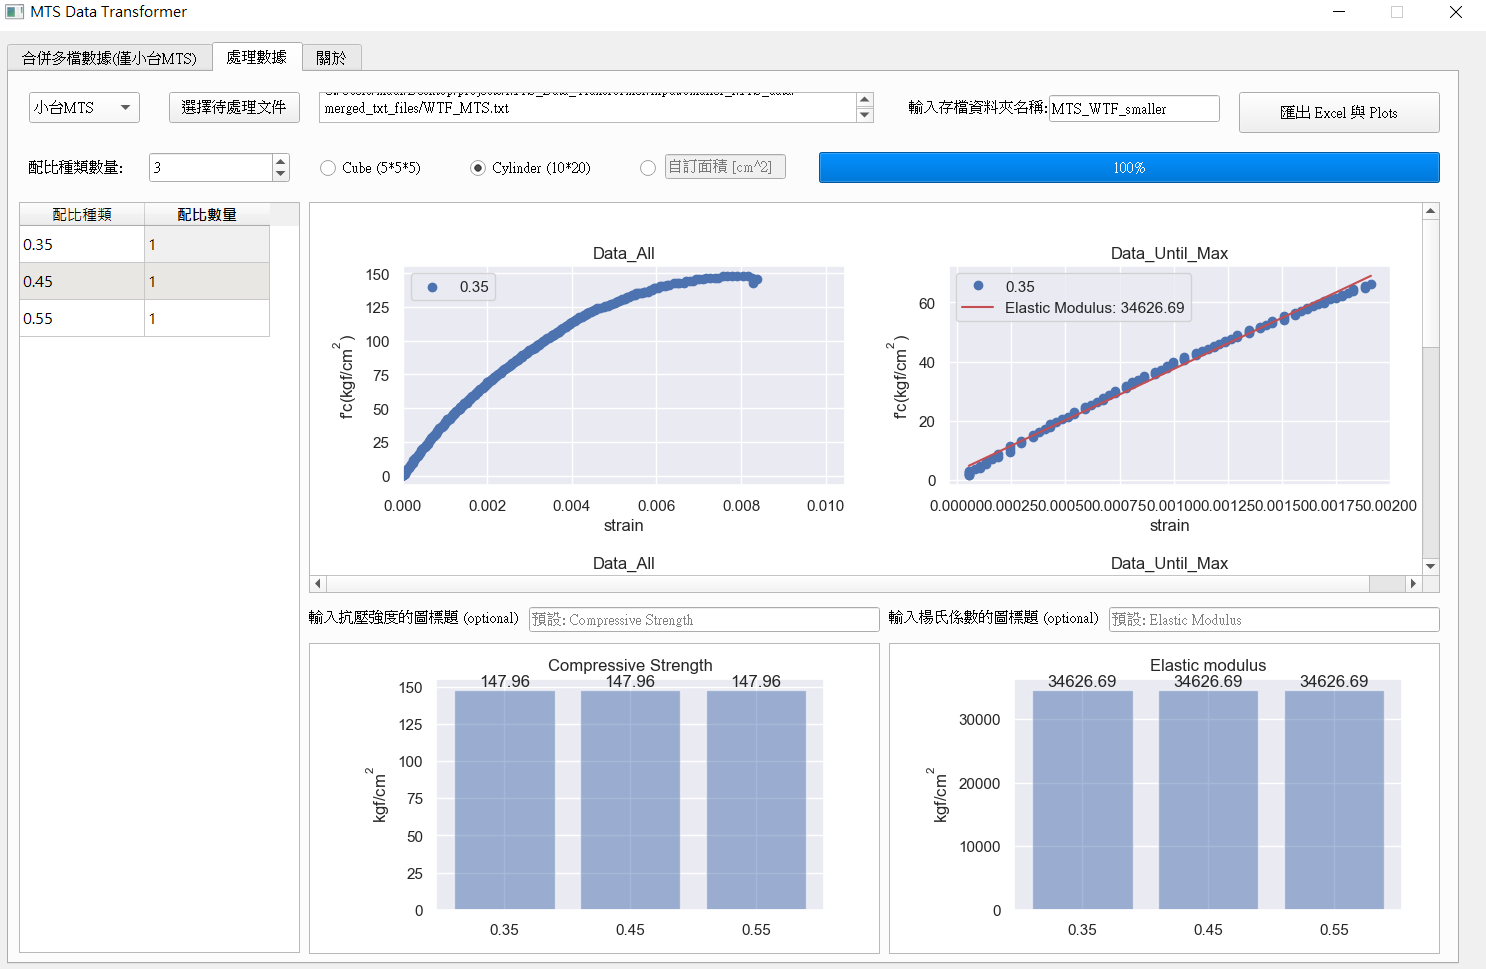 MTS Data Transformer
合併多檔數據(僅小台MTS) 處理數據 關於
小台MTS 選擇待處理文件 merged_txt_files/WTF_MTS.txt 輸入存檔資料夾名稱: MTS_WTF_smaller 匯出 Excel 與 Plots
配比種類數量: 3 Cube (5*5*5) Cylinder (10*20) 自訂面積 [cm^2] 100%
配比種類 配比數量
0.35 1
0.45 1
0.55 1
Data_All
0.35
150
125
100
75
50
25
0
f'c(kgf/cm2)
0.000 0.002 0.004 0.006 0.008 0.010
strain
Data_Until_Max
0.35
Elastic Modulus: 34626.69
60
40
20
0
f'c(kgf/cm2)
0.000000.000250.000500.000750.001000.001250.001500.001750.00200
strain
Data_All Data_Until_Max
輸入抗壓強度的圖標題 (optional) 預設: Compressive Strength 輸入楊氏係數的圖標題 (optional) 預設: Elastic Modulus
Compressive Strength
147.96 147.96 147.96
150
125
100
75
50
25
0
kgf/cm2
0.35 0.45 0.55
Elastic modulus
34626.69 34626.69 34626.69
30000
20000
10000
0
kgf/cm2
0.35 0.45 0.55